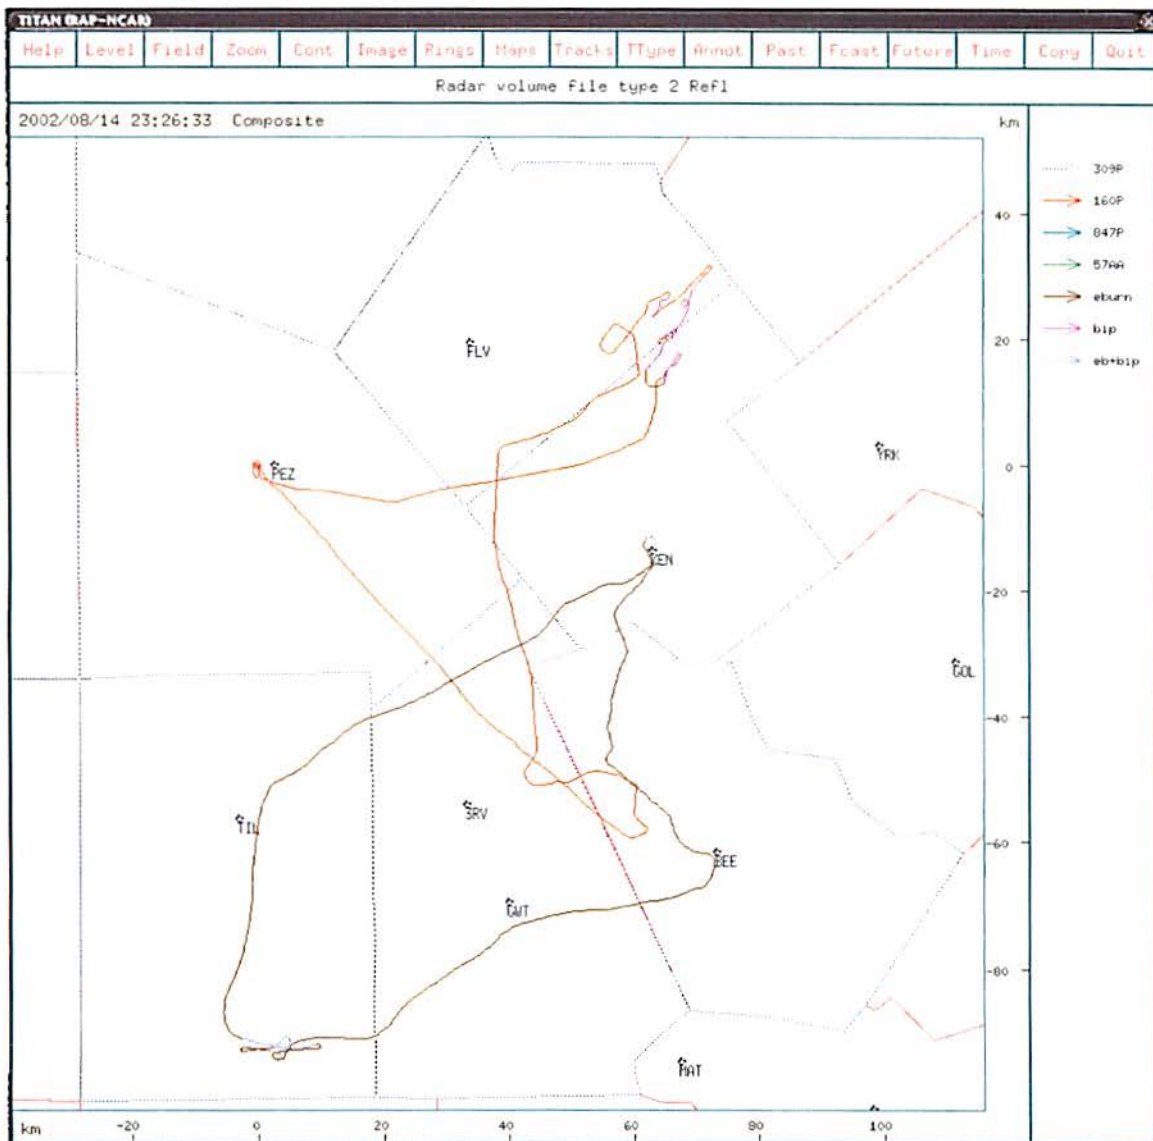 TITAN (RAP-NCAR)
Help Level Field Zoom Cont Image Rings Maps Tracks TType Annot Past Fcast Future Time Copy Quit
Radar volume file type 2 Refl
2002/08/14 23:26:33 Composite
km
309P
160P
847P
57AA
eburn
bip
eb+bip
40
FLV
20
YRK
PEZ
0
KEN
-20
GOL
-40
SRV
TIL
-60
BEE
GWT
-80
MAT
km -20 0 20 40 60 80 100